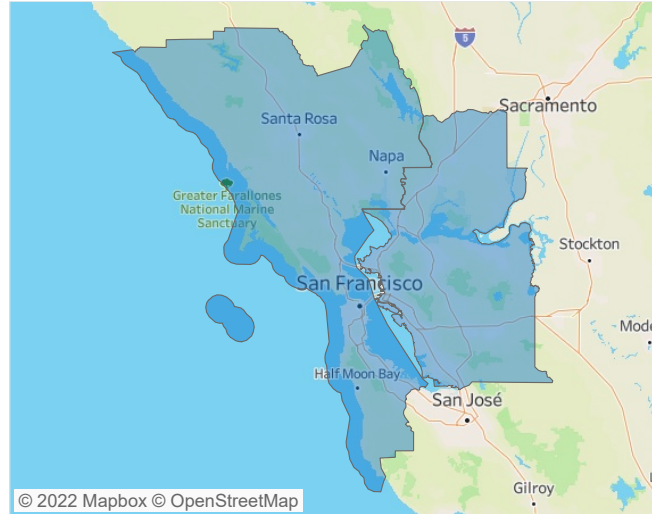 5
Sacramento
Santa Rosa
Napa
Greater Farallones
National Marine
Sanctuary
Stockton
San Francisco
Mode
Half Moon Bay
San José
Gilroy
L
© 2022 Mapbox © OpenStreetMap